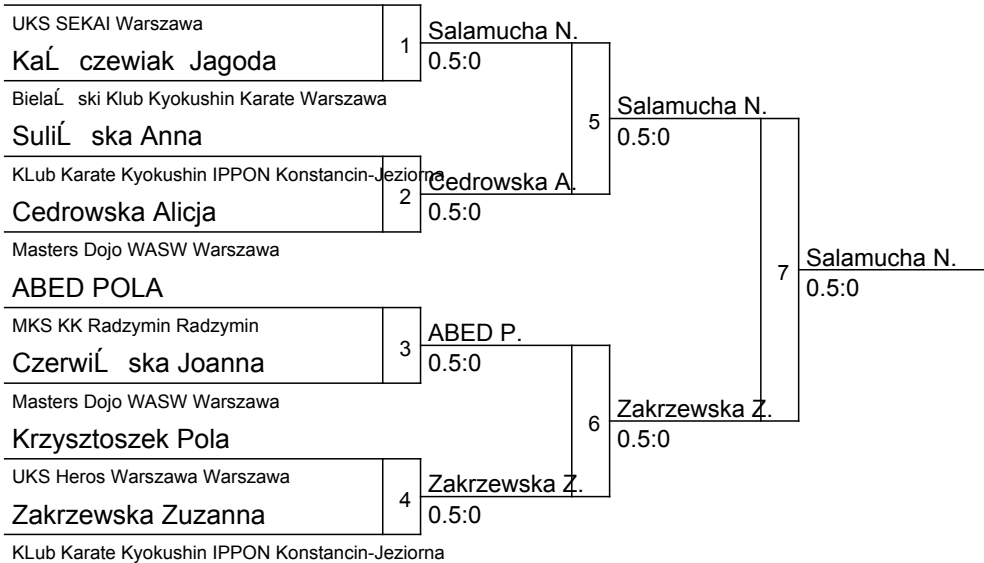 UKS SEKAI Warszawa
KaĹ czewiak Jagoda
BielaĹ ski Klub Kyokushin Karate Warszawa
SuliĹ ska Anna
KLub Karate Kyokushin IPPON Konstancin-Jeziorna
Cedrowska Alicja
Masters Dojo WASW Warszawa
ABED POLA
MKS KK Radzymin Radzymin
CzerwiĹ ska Joanna
Masters Dojo WASW Warszawa
Krzysztoszek Pola
UKS Heros Warszawa Warszawa
Zakrzewska Zuzanna
KLub Karate Kyokushin IPPON Konstancin-Jeziorna
1
Salamucha N.
0.5:0
2
Cedrowska A.
0.5:0
3
ABED P.
0.5:0
4
Zakrzewska Z.
0.5:0
5
Salamucha N.
0.5:0
6
Zakrzewska Z.
0.5:0
7
Salamucha N.
0.5:0